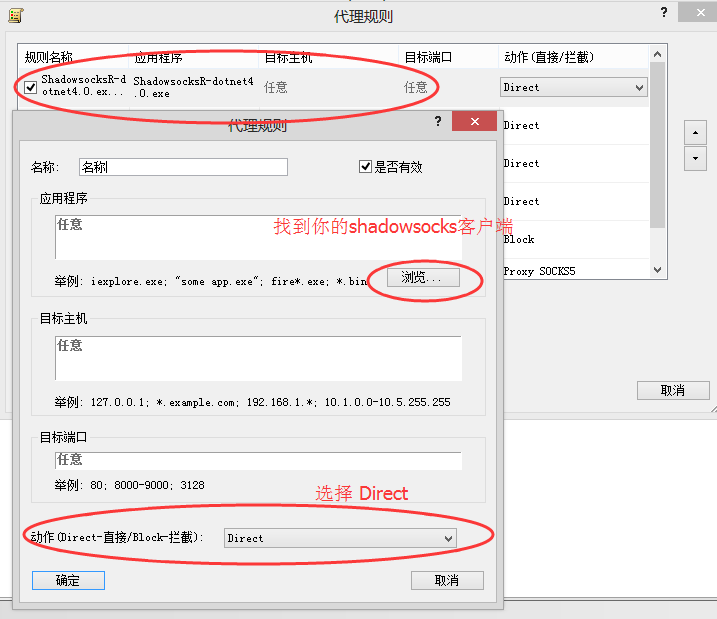 代理规则
规则名称 应用程序 目标主机 目标端口 动作(直接/拦截)
ShadowsocksR-d
otnet4.0.ex...
ShadowsocksR-dotnet4
.0.exe
任意 任意 Direct
Direct
Direct
Direct
Block
Proxy SOCKS5
取消
代理规则
名称: 名称 是否有效
应用程序
任意
找到你的shadowsocks客户端
举例: iexplore.exe; "some app.exe"; fire*.exe; *.bin
浏览...
目标主机
任意
举例: 127.0.0.1; *.example.com; 192.168.1.*; 10.1.0.0-10.5.255.255
目标端口
任意
举例: 80; 8000-9000; 3128
选择 Direct
动作(Direct-直接/Block-拦截): Direct
确定 取消